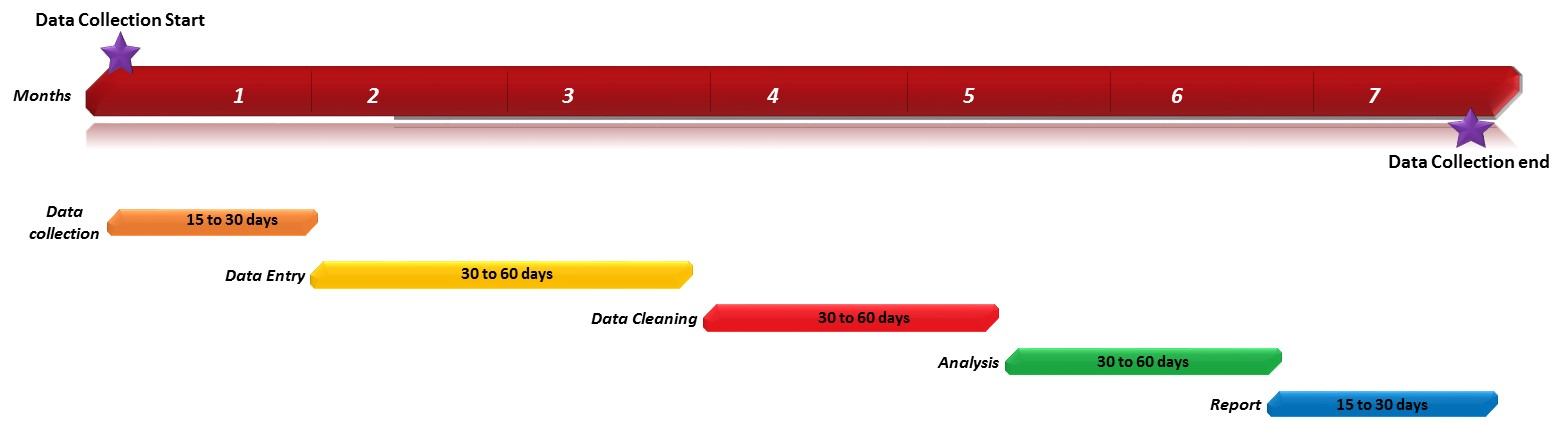 Data Collection Start
Months 1 2 3 4 5 6 7
Data Collection end
Data
collection
15 to 30 days
Data Entry 30 to 60 days
Data Cleaning 30 to 60 days
Analysis 30 to 60 days
Report 15 to 30 days